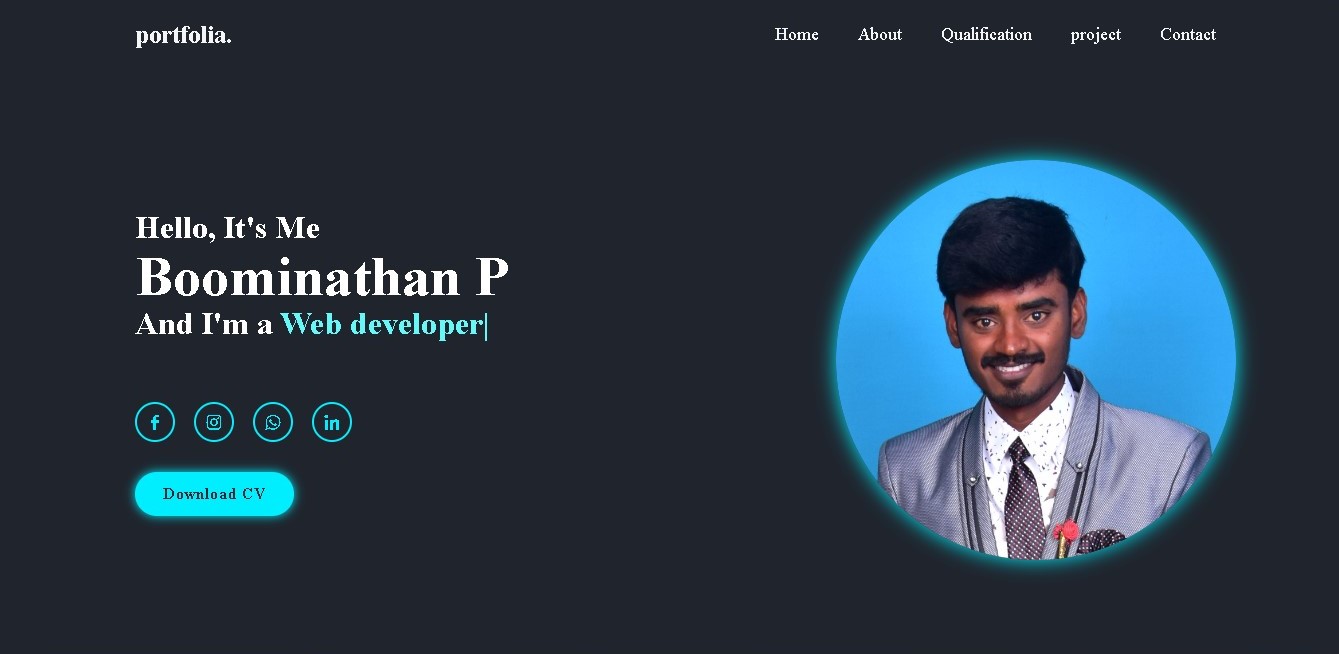 portfolia.
Home About Qualification project Contact
Hello, It's Me
Boominathan P
And I'm a Web developer|
Download CV